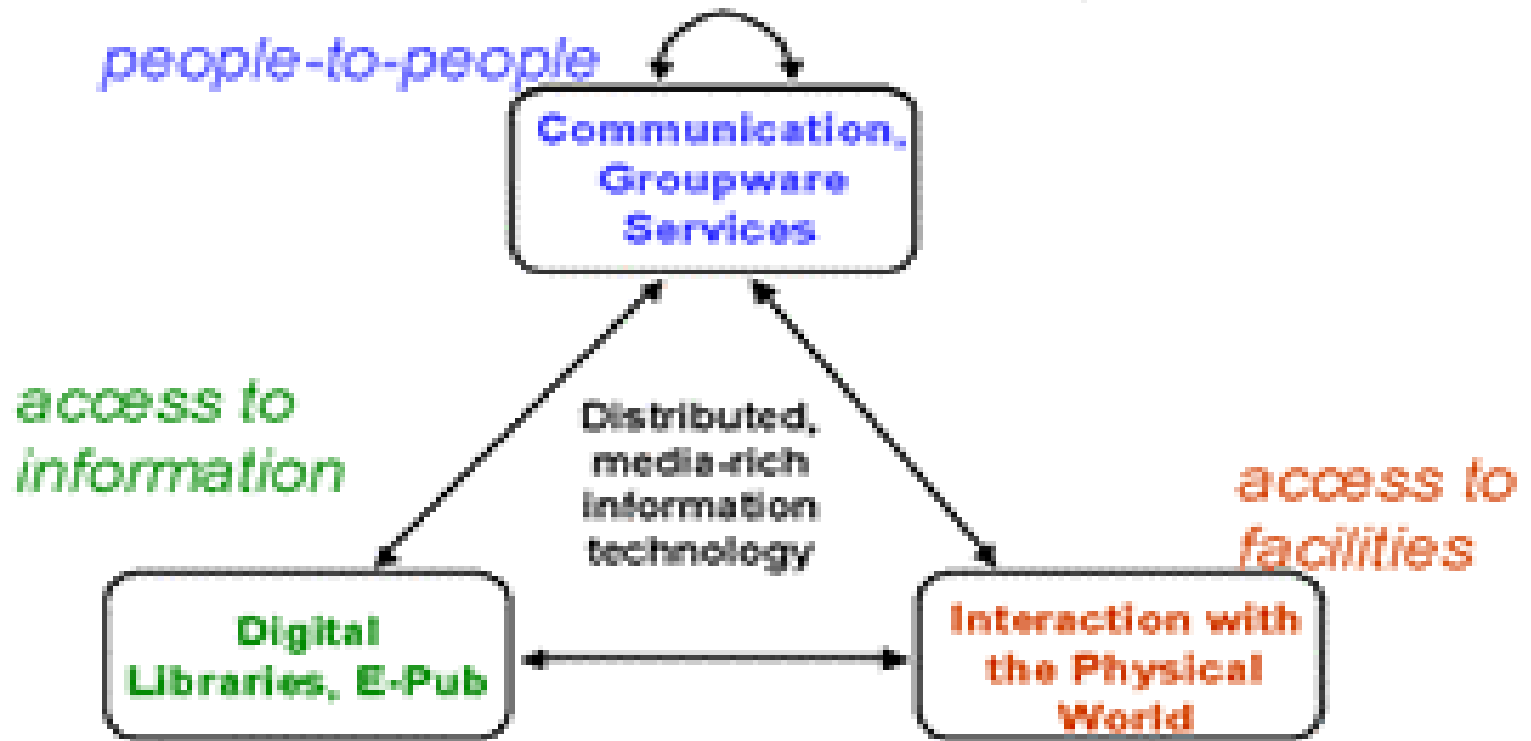 people-to-people
Communication,
Groupware
Services
access to
information
Distributed,
media-rich
information
technology
access to
facilities
Digital
Libraries, E-Pub
Interaction with
the Physical
World